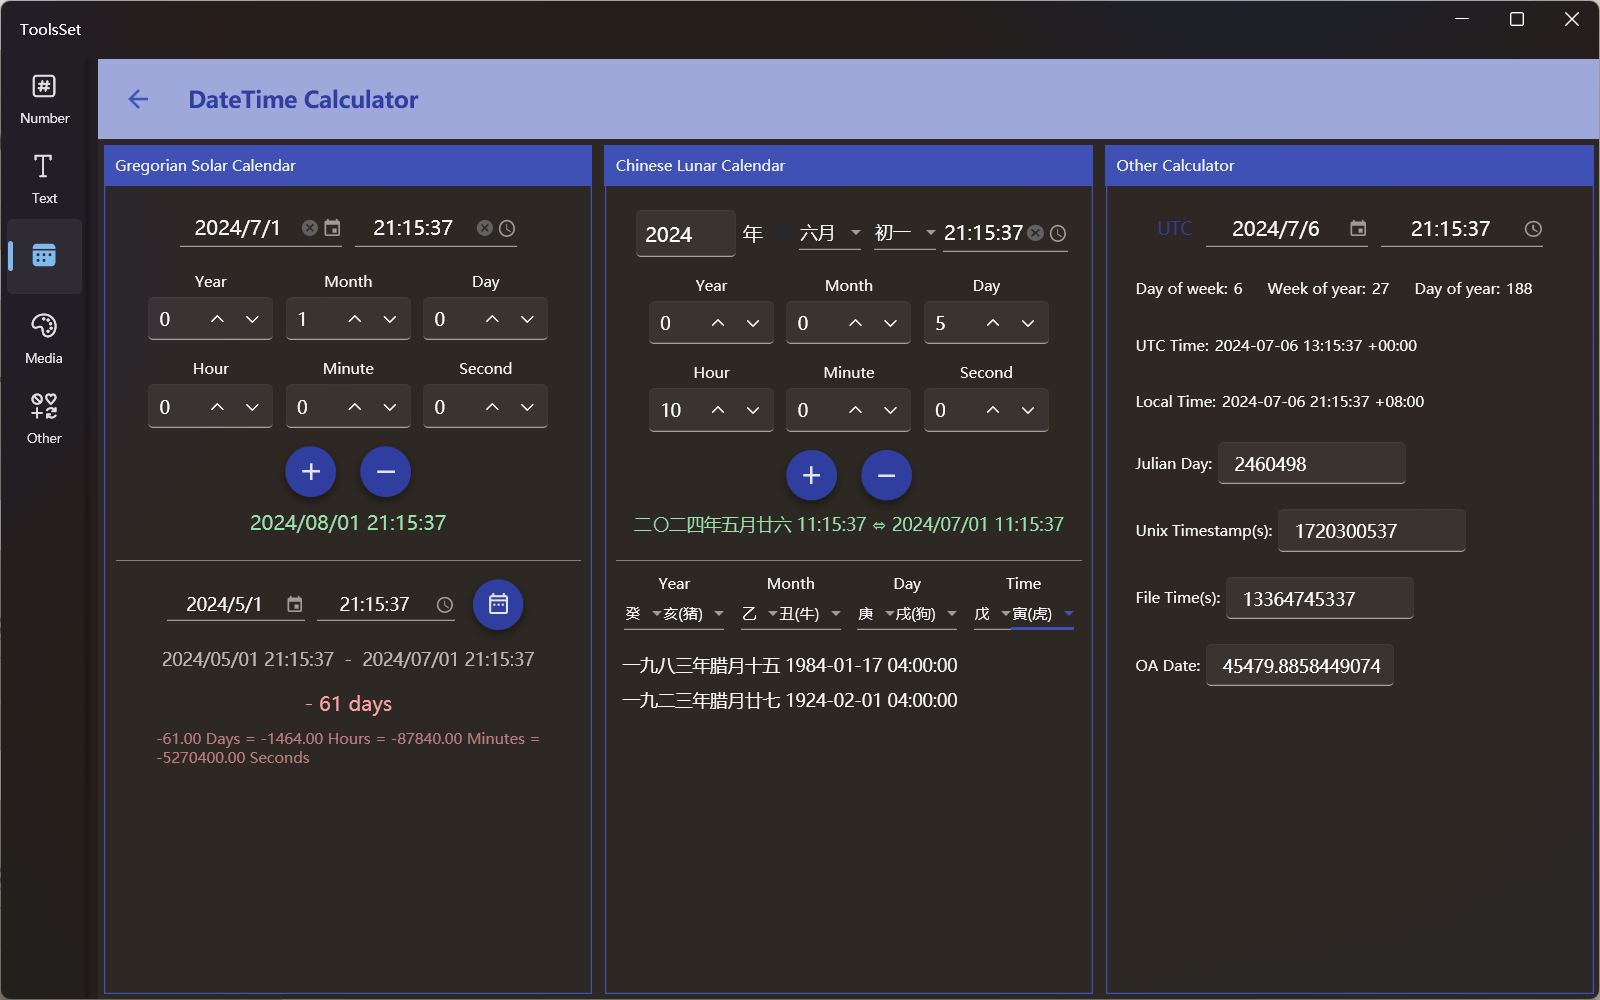 ToolsSet
Number
Text
Media
Other
DateTime Calculator
Gregorian Solar Calendar
2024/7/1 21:15:37
Year Month Day
0 1 0
Hour Minute Second
0 0 0
2024/08/01 21:15:37
2024/5/1 21:15:37
2024/05/01 21:15:37 - 2024/07/01 21:15:37
- 61 days
-61.00 Days = -1464.00 Hours = -87840.00 Minutes =
-5270400.00 Seconds
Chinese Lunar Calendar
2024 年 六月 初一 21:15:37
Year Month Day
0 0 5
Hour Minute Second
10 0 0
二〇二四年五月廿六 11:15:37 ⇔ 2024/07/01 11:15:37
Year Month Day Time
癸 亥(猪) 乙 丑(牛) 庚 戌(狗) 戊 寅(虎)
一九八三年腊月十五 1984-01-17 04:00:00
一九二三年腊月廿七 1924-02-01 04:00:00
Other Calculator
UTC 2024/7/6 21:15:37
Day of week: 6 Week of year: 27 Day of year: 188
UTC Time: 2024-07-06 13:15:37 +00:00
Local Time: 2024-07-06 21:15:37 +08:00
Julian Day: 2460498
Unix Timestamp(s): 1720300537
File Time(s): 13364745337
OA Date: 45479.8858449074